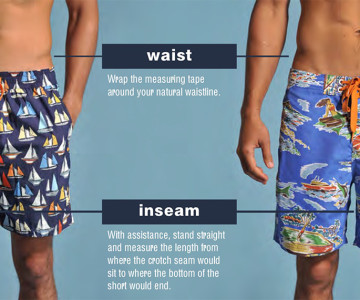 waist
Wrap the measuring tape
around your natural waistline.
inseam
With assistance, stand straight
and measure the length from
where the crotch seam would
sit to where the bottom of the
short would end.